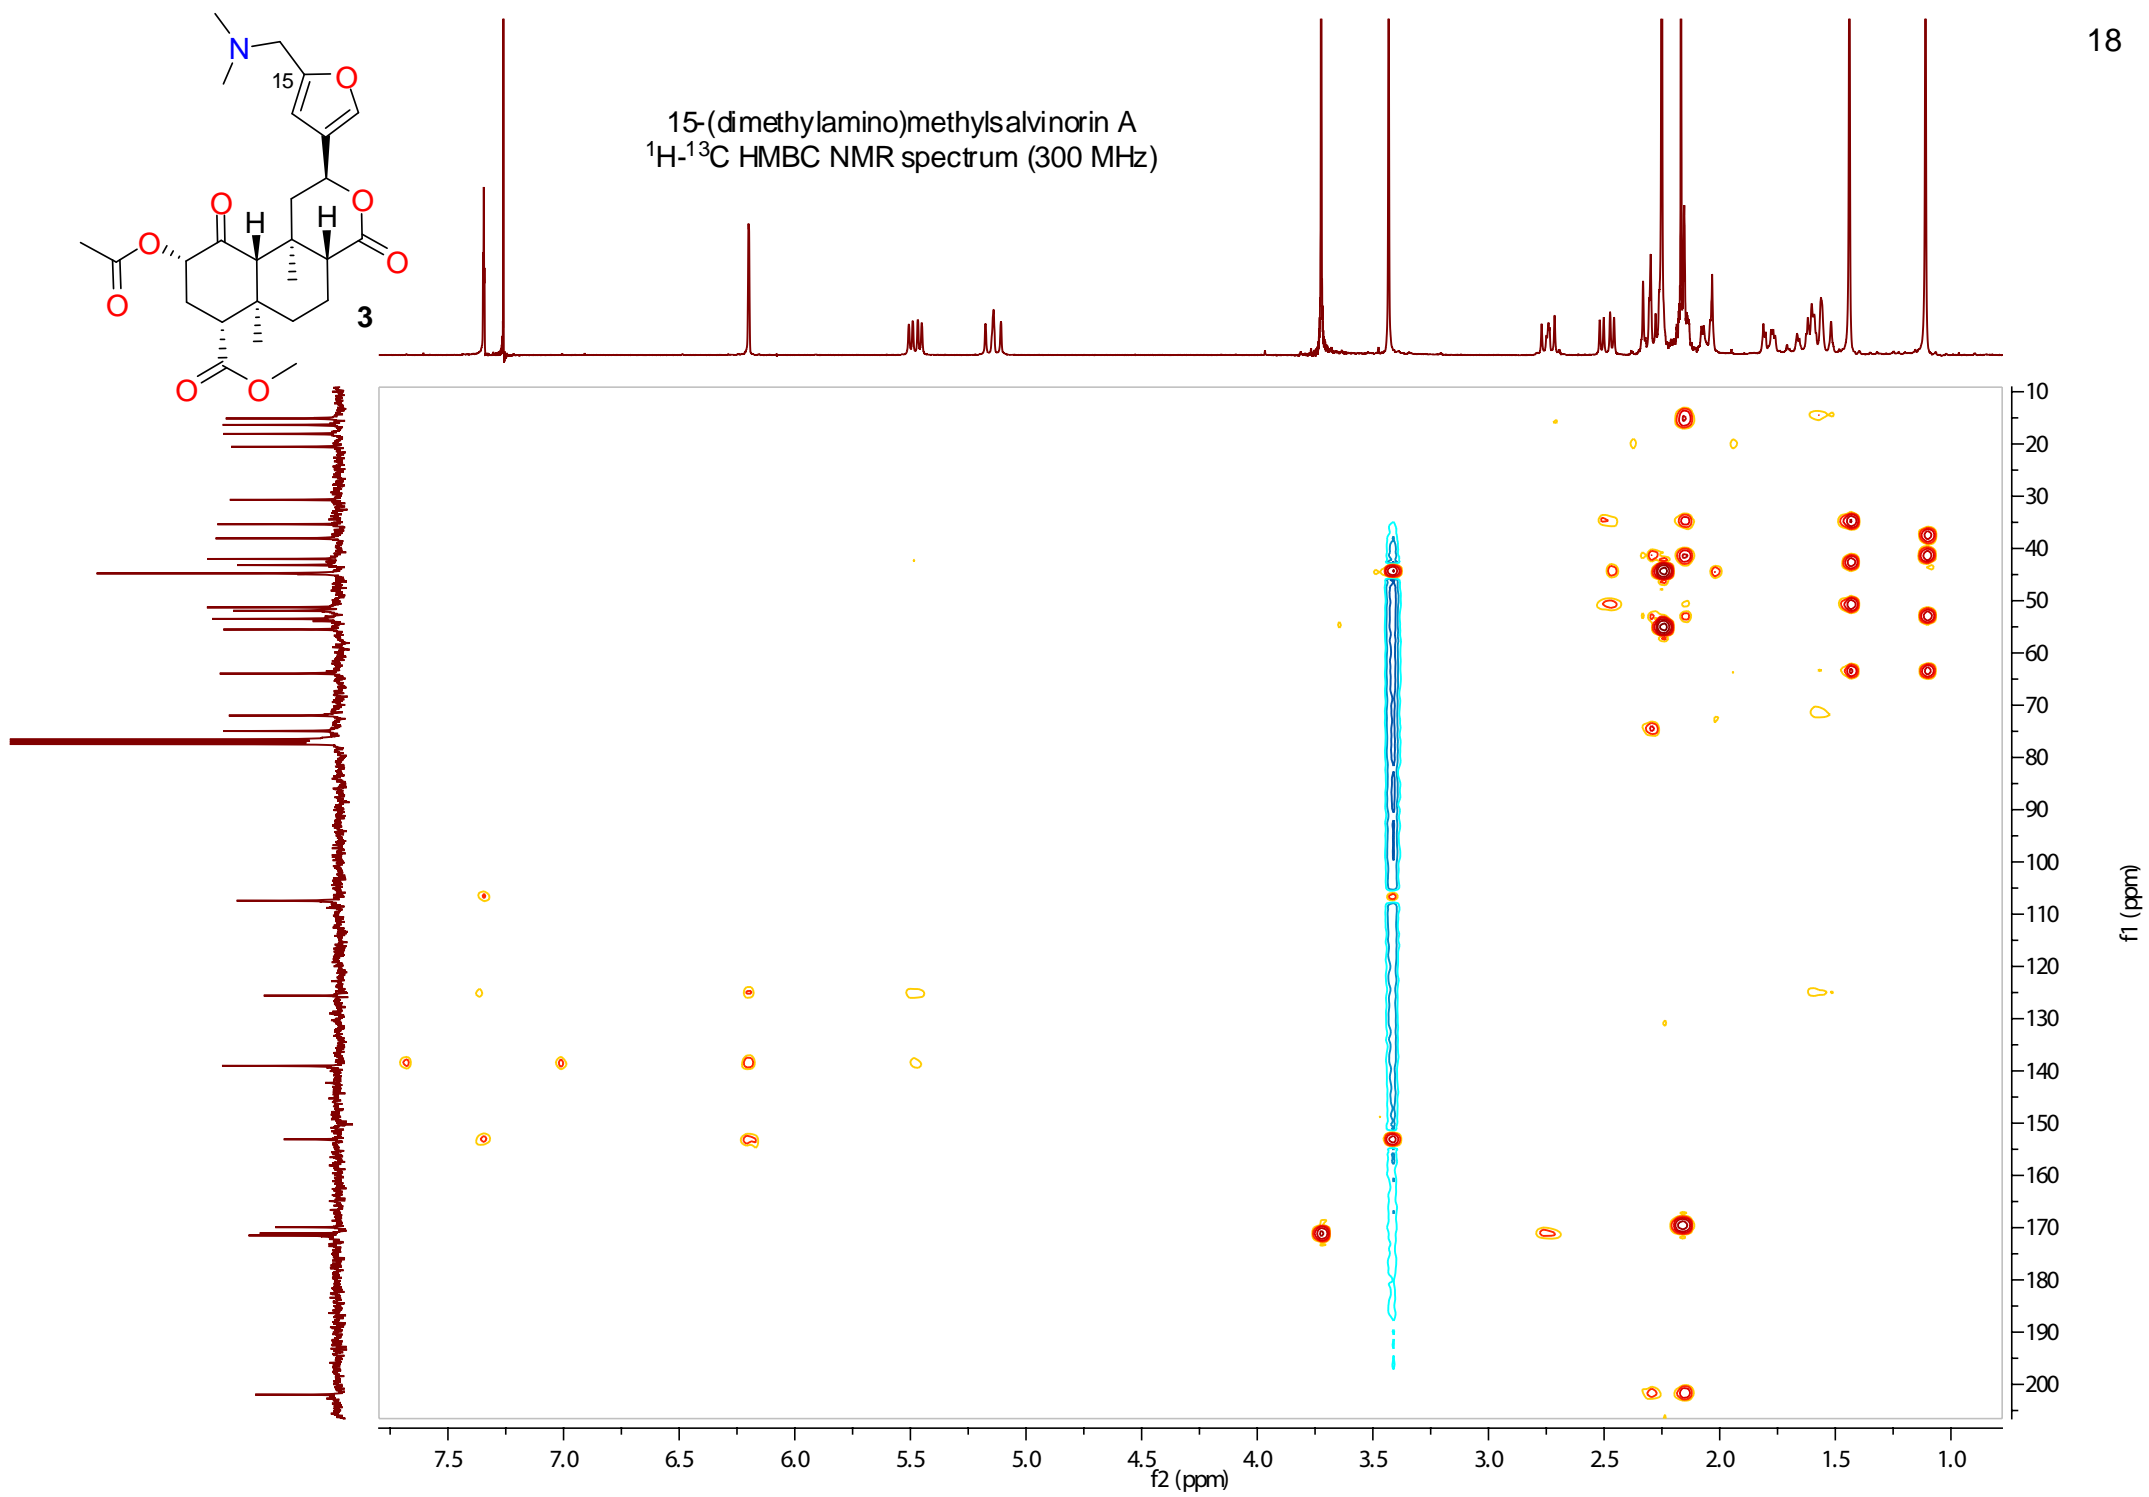 18
N
15
O
15-(dimethylamino)methylsalvinorin A
¹H-¹³C HMBC NMR spectrum (300 MHz)
O
H
H
O
O
O
O
3
O
O
10
20
30
40
50
60
70
80
90
100
110
120
130
140
150
160
170
180
190
200
f1 (ppm)
7.5 7.0 6.5 6.0 5.5 5.0 4.5 4.0 3.5 3.0 2.5 2.0 1.5 1.0
f2 (ppm)